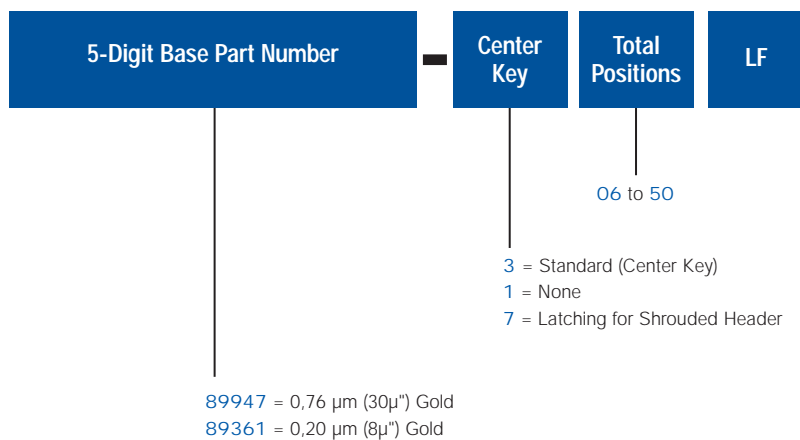 5-Digit Base Part Number
-
Center
Key
Total
Positions
LF
06 to 50
3 = Standard (Center Key)
1 = None
7 = Latching for Shrouded Header
89947 = 0,76 µm (30µ") Gold
89361 = 0,20 µm (8µ") Gold